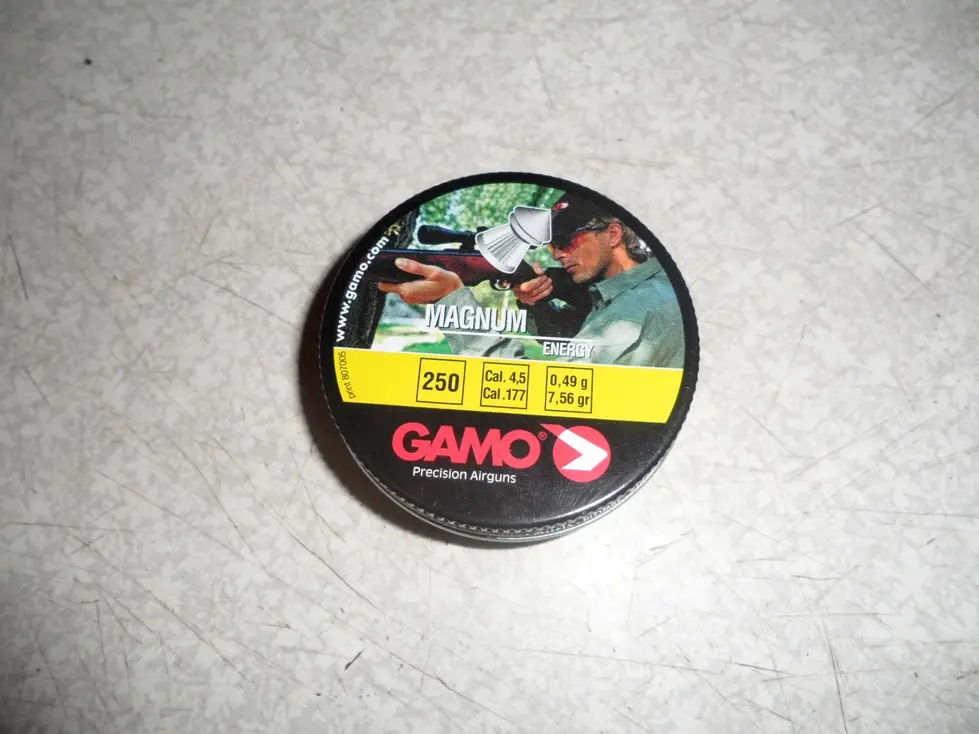 www.gamo.com
MAGNUM
ENERGY
print 807005
250
Cal. 4,5
Cal .177
0,49 g
7,56 gr
GAMO®
Precision Airguns